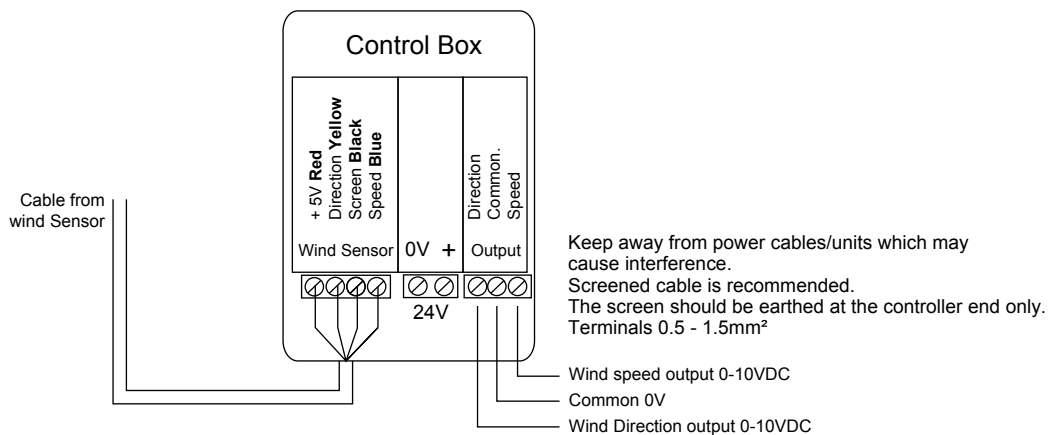 Control Box
+ 5V Red
Direction Yellow
Screen Black
Speed Blue
Direction
Common.
Speed
Cable from
wind Sensor
Wind Sensor
0V +
Output
24V
Keep away from power cables/units which may
cause interference.
Screened cable is recommended.
The screen should be earthed at the controller end only.
Terminals 0.5 - 1.5mm²
Wind speed output 0-10VDC
Common 0V
Wind Direction output 0-10VDC